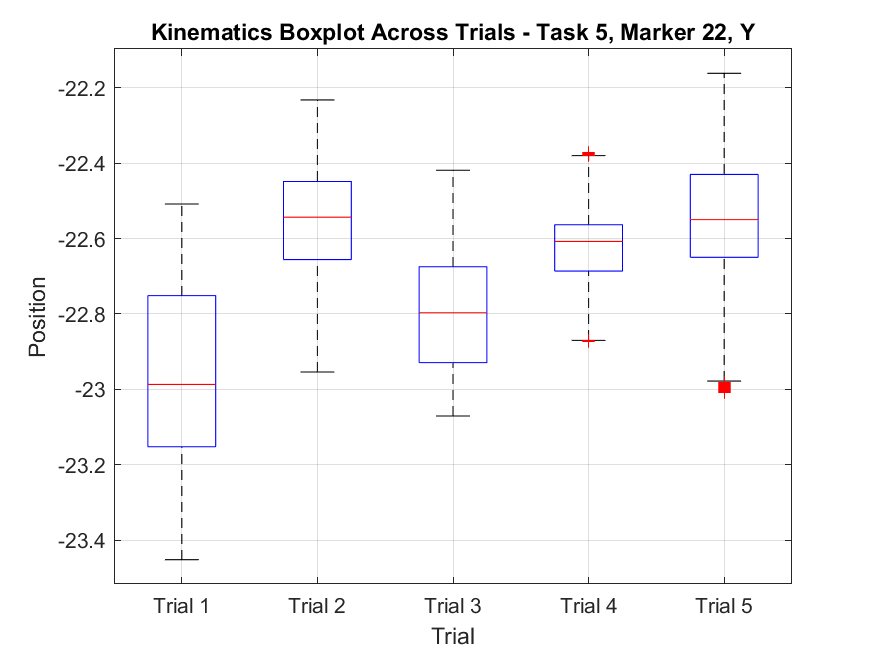 Kinematics Boxplot Across Trials - Task 5, Marker 22, Y
-22.2
-22.4
-22.6
-22.8
-23
-23.2
-23.4
Position
Trial 1 Trial 2 Trial 3 Trial 4 Trial 5
Trial